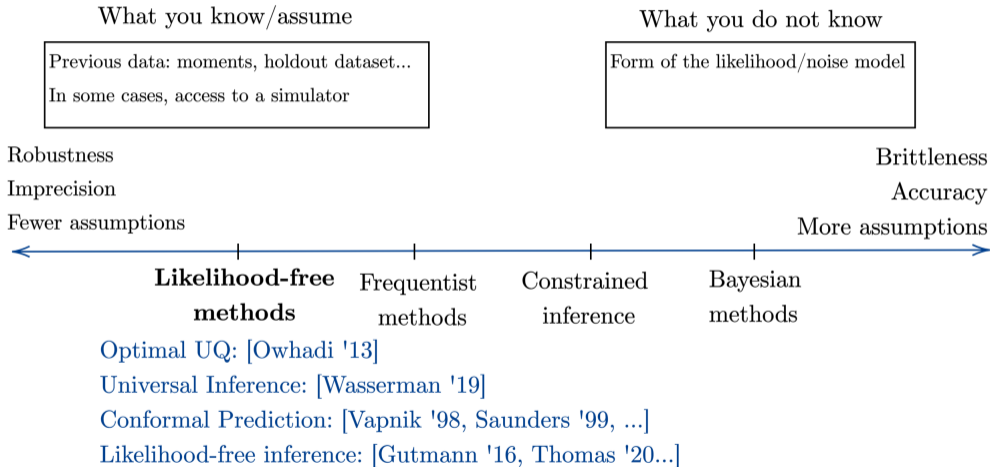 What you know/assume
What you do not know
Previous data: moments, holdout dataset...
In some cases, access to a simulator
Form of the likelihood/noise model
Robustness
Imprecision
Fewer assumptions
Brittleness
Accuracy
More assumptions
Likelihood-free
methods
Frequentist
methods
Constrained
inference
Bayesian
methods
Optimal UQ: [Owhadi '13]
Universal Inference: [Wasserman '19]
Conformal Prediction: [Vapnik '98, Saunders '99, ...]
Likelihood-free inference: [Gutmann '16, Thomas '20...]